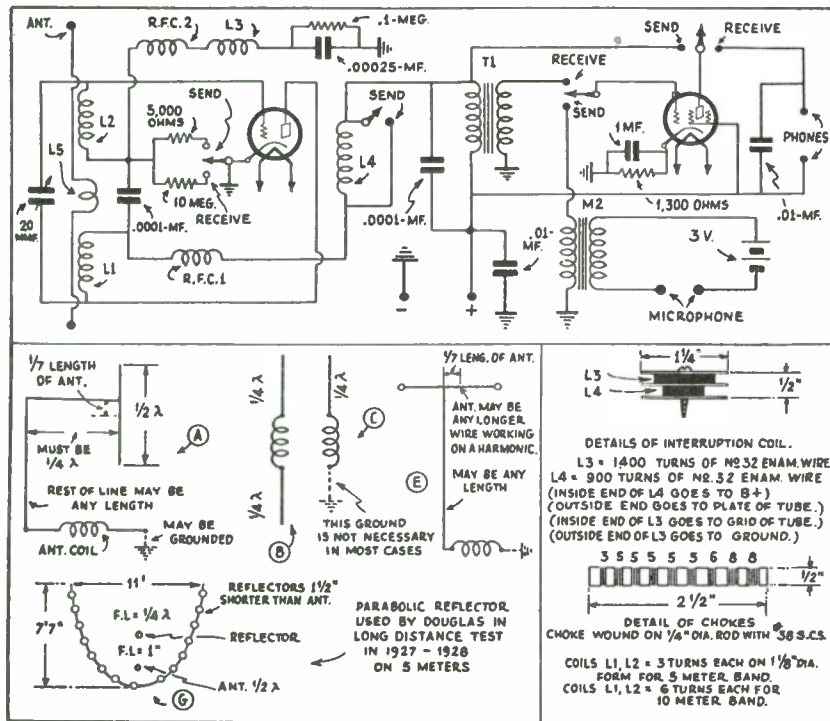 ANT.
R.F.C.2
L3
.1-MEG.
.00025-MF.
T1
SEND
RECEIVE
RECEIVE
SEND
L2
5,000
OHMS
SEND
L5
L4
SEND
1 MF.
PHONES
20
MMF.
.0001-MF.
10 MEG.
RECEIVE
.0001-MF.
1,300 OHMS
.01-
MF.
M2
L1
R.F.C.1
.01-
MF.
3 V.
-
+
MICROPHONE
1/7 LENGTH
OF ANT.
1/2 λ
A
MUST BE
1/4 λ
REST OF LINE MAY BE
ANY LENGTH
MAY BE
GROUNDED
ANT. COIL
1/4 λ
1/4 λ
B
1/4 λ
C
THIS GROUND
IS NOT NECESSARY
IN MOST CASES
1/7 LENG. OF ANT.
ANT. MAY BE
ANY LONGER
WIRE WORKING
ON A HARMONIC.
E
MAY BE ANY
LENGTH
11'
7'7"
F.L = 1/4 λ
F.L = 1"
REFLECTORS 1 1/2"
SHORTER THAN ANT.
REFLECTOR
ANT. 1/2 λ
G
PARABOLIC REFLECTOR
USED BY DOUGLAS IN
LONG DISTANCE TEST
IN 1927 - 1928
ON 5 METERS
1 1/4"
L3
L4
1/2"
DETAILS OF INTERRUPTION COIL.
L3 = 1,400 TURNS OF Nº 32 ENAM. WIRE
L4 = 900 TURNS OF Nº. 32 ENAM. WIRE
(INSIDE END OF L4 GOES TO B+)
(OUTSIDE END GOES TO PLATE OF TUBE.)
(INSIDE END OF L3 GOES TO GRID OF TUBE.)
(OUTSIDE END OF L3 GOES TO GROUND.)
3 5 5 5 5 5 6 8 8
1/2"
2 1/2"
DETAIL OF CHOKES
CHOKE WOUND ON 1/4" DIA. ROD WITH #38 S.C.S.
COILS L1, L2 = 3 TURNS EACH ON 1 1/8" DIA.
FORM FOR 5 METER BAND.
COILS L1, L2 = 6 TURNS EACH FOR
10 METER BAND.